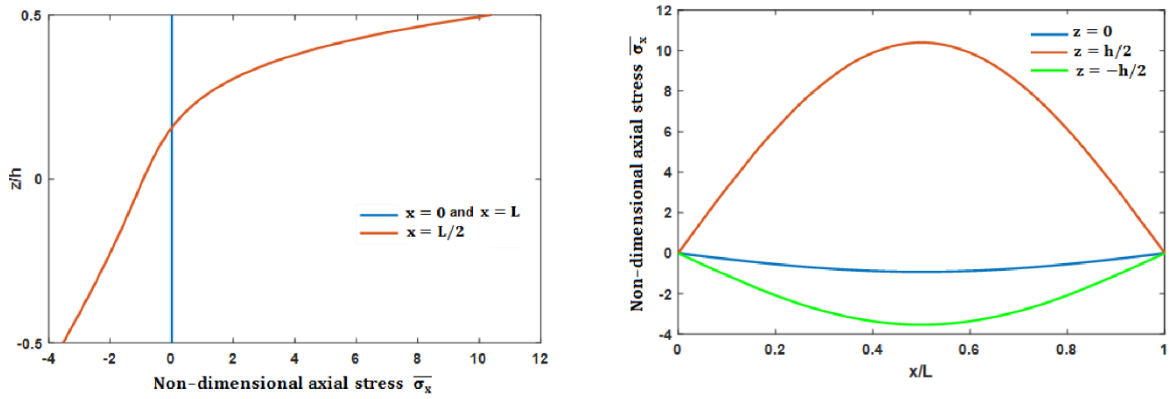 0.5
z/h
0
-0.5
x = 0 and x = L
x = L/2
-4 -2 0 2 4 6 8 10 12
Non-dimensional axial stress σx̅
Non-dimensional axial stress σx̅
12
10
8
6
4
2
0
-2
-4
z = 0
z = h/2
z = −h/2
0 0.2 0.4 0.6 0.8 1
x/L